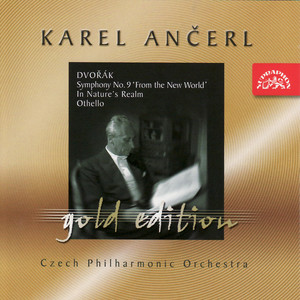 KAREL ANČERL
DVOŘÁK
Symphony No. 9 'From the New World'
In Nature's Realm
Othello
SUPRAPHON
gold edition
Czech Philharmonic Orchestra